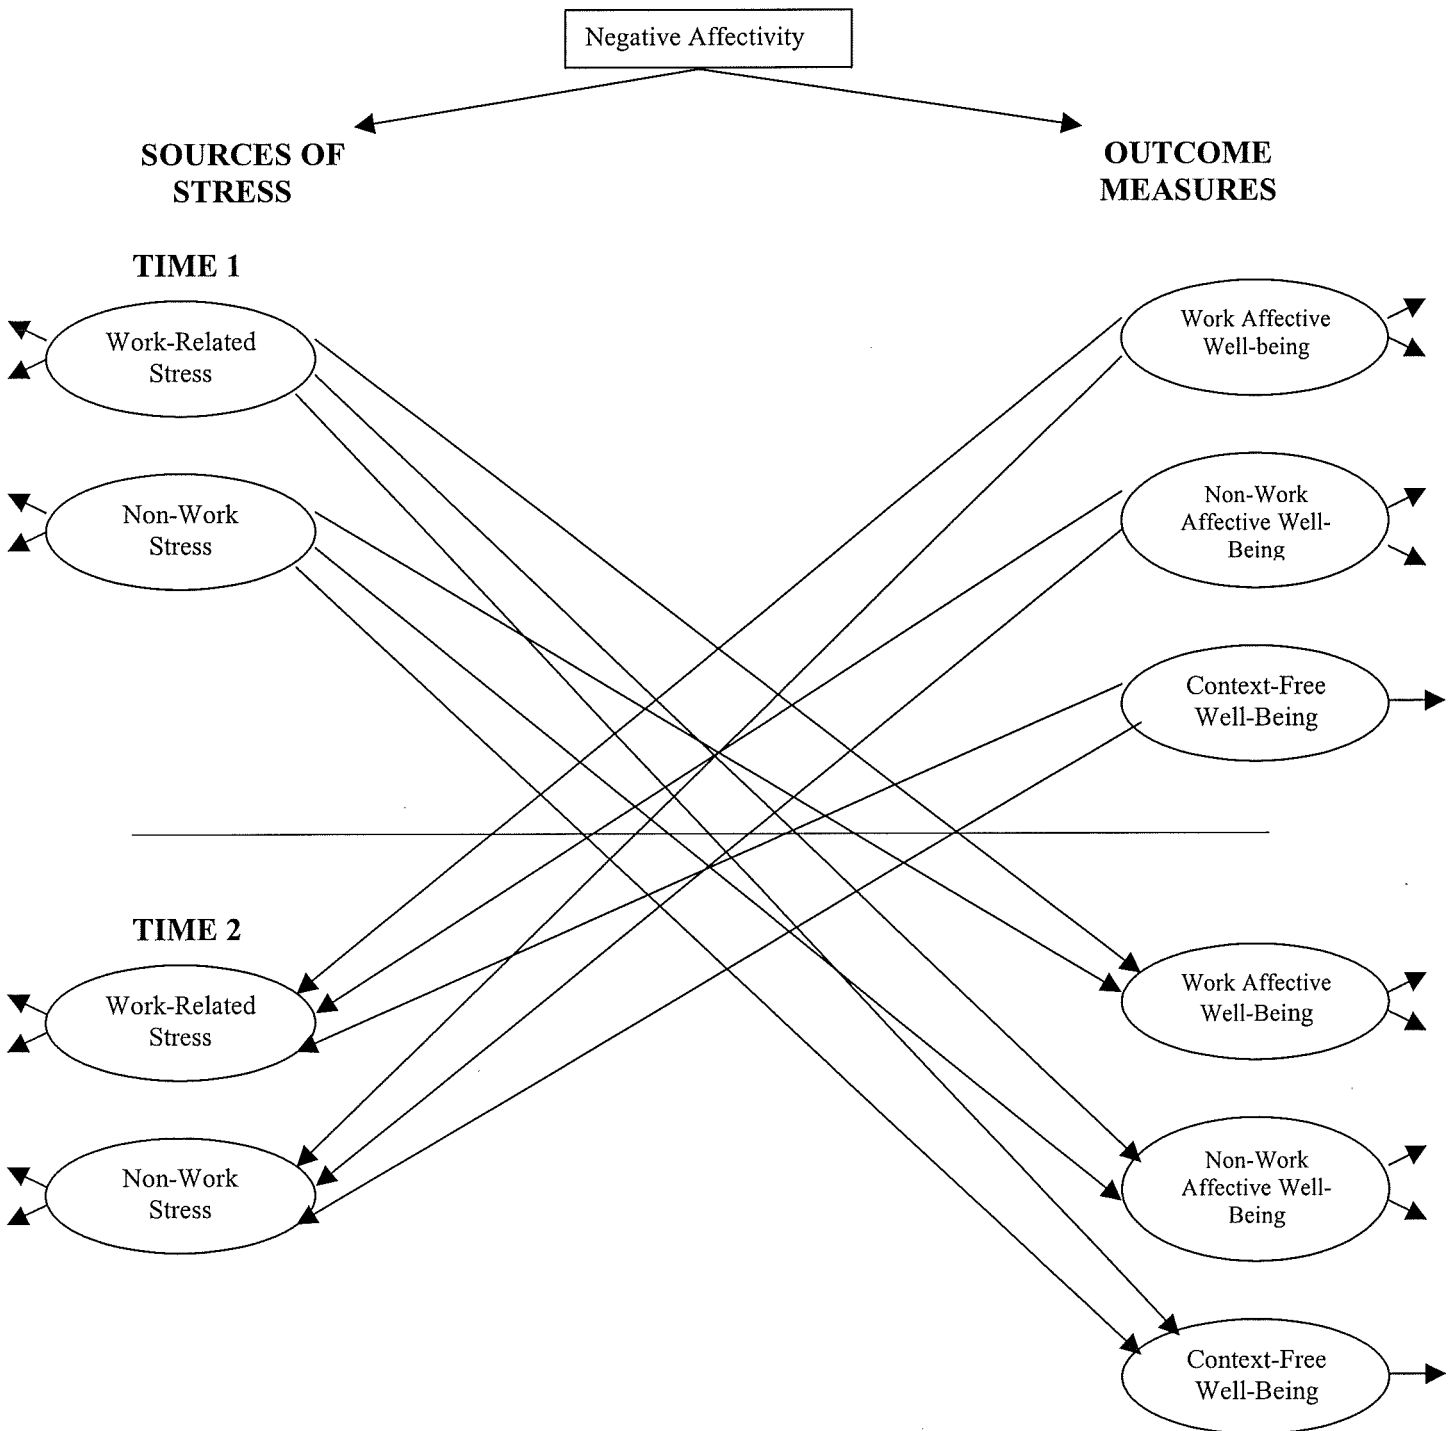 Negative Affectivity
SOURCES OF
STRESS
OUTCOME
MEASURES
TIME 1
Work-Related
Stress
Non-Work
Stress
Work Affective
Well-being
Non-Work
Affective Well-
Being
Context-Free
Well-Being
TIME 2
Work-Related
Stress
Non-Work
Stress
Work Affective
Well-Being
Non-Work
Affective Well-
Being
Context-Free
Well-Being